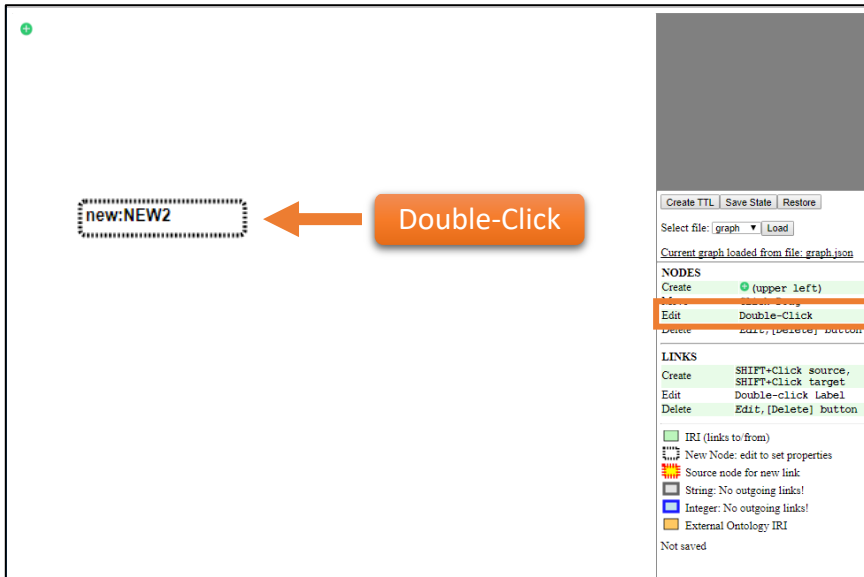 new:NEW2
Double-Click
Create TTL Save State Restore
Select file: graph Load
Current graph loaded from file: graph.json
NODES
Create (upper left)
Edit Double-Click
Delete Edit,[Delete] button
LINKS
Create SHIFT+Click source,
SHIFT+Click target
Edit Double-click Label
Delete Edit,[Delete] button
IRI (links to/from)
New Node: edit to set properties
Source node for new link
String: No outgoing links!
Integer: No outgoing links!
External Ontology IRI
Not saved